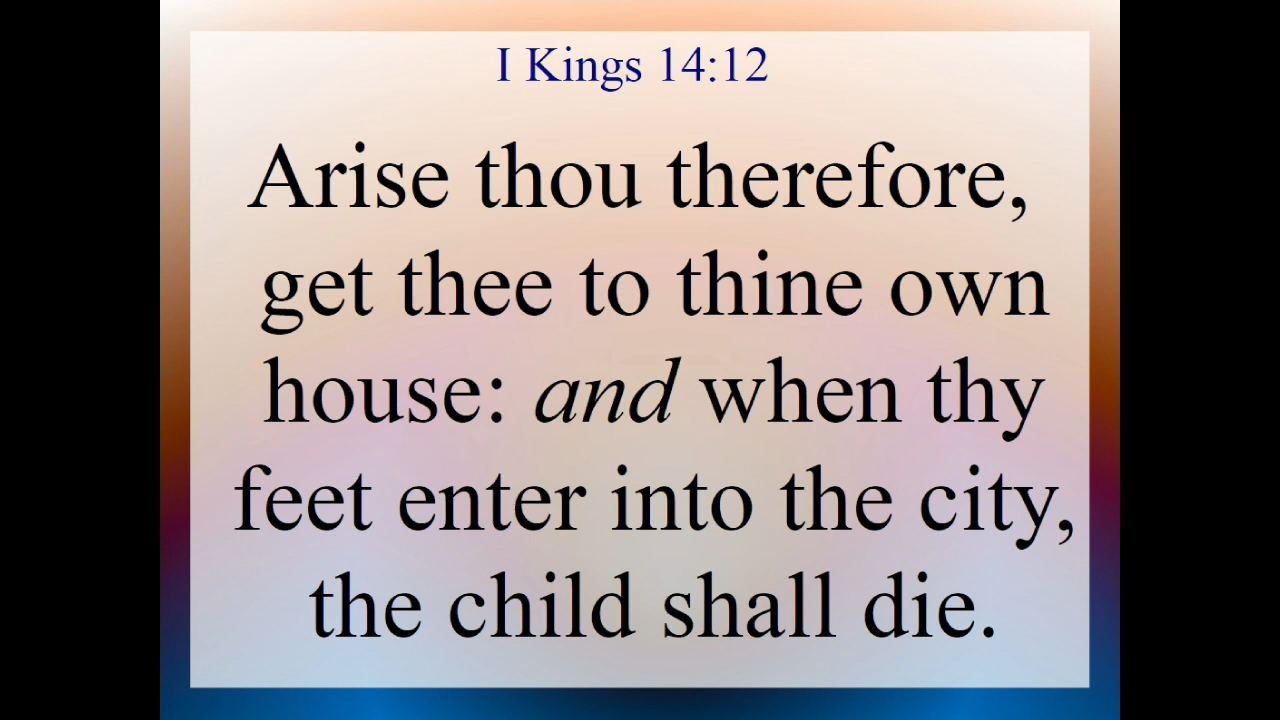 I Kings 14:12
Arise thou therefore,
get thee to thine own
house: and when thy
feet enter into the city,
the child shall die.